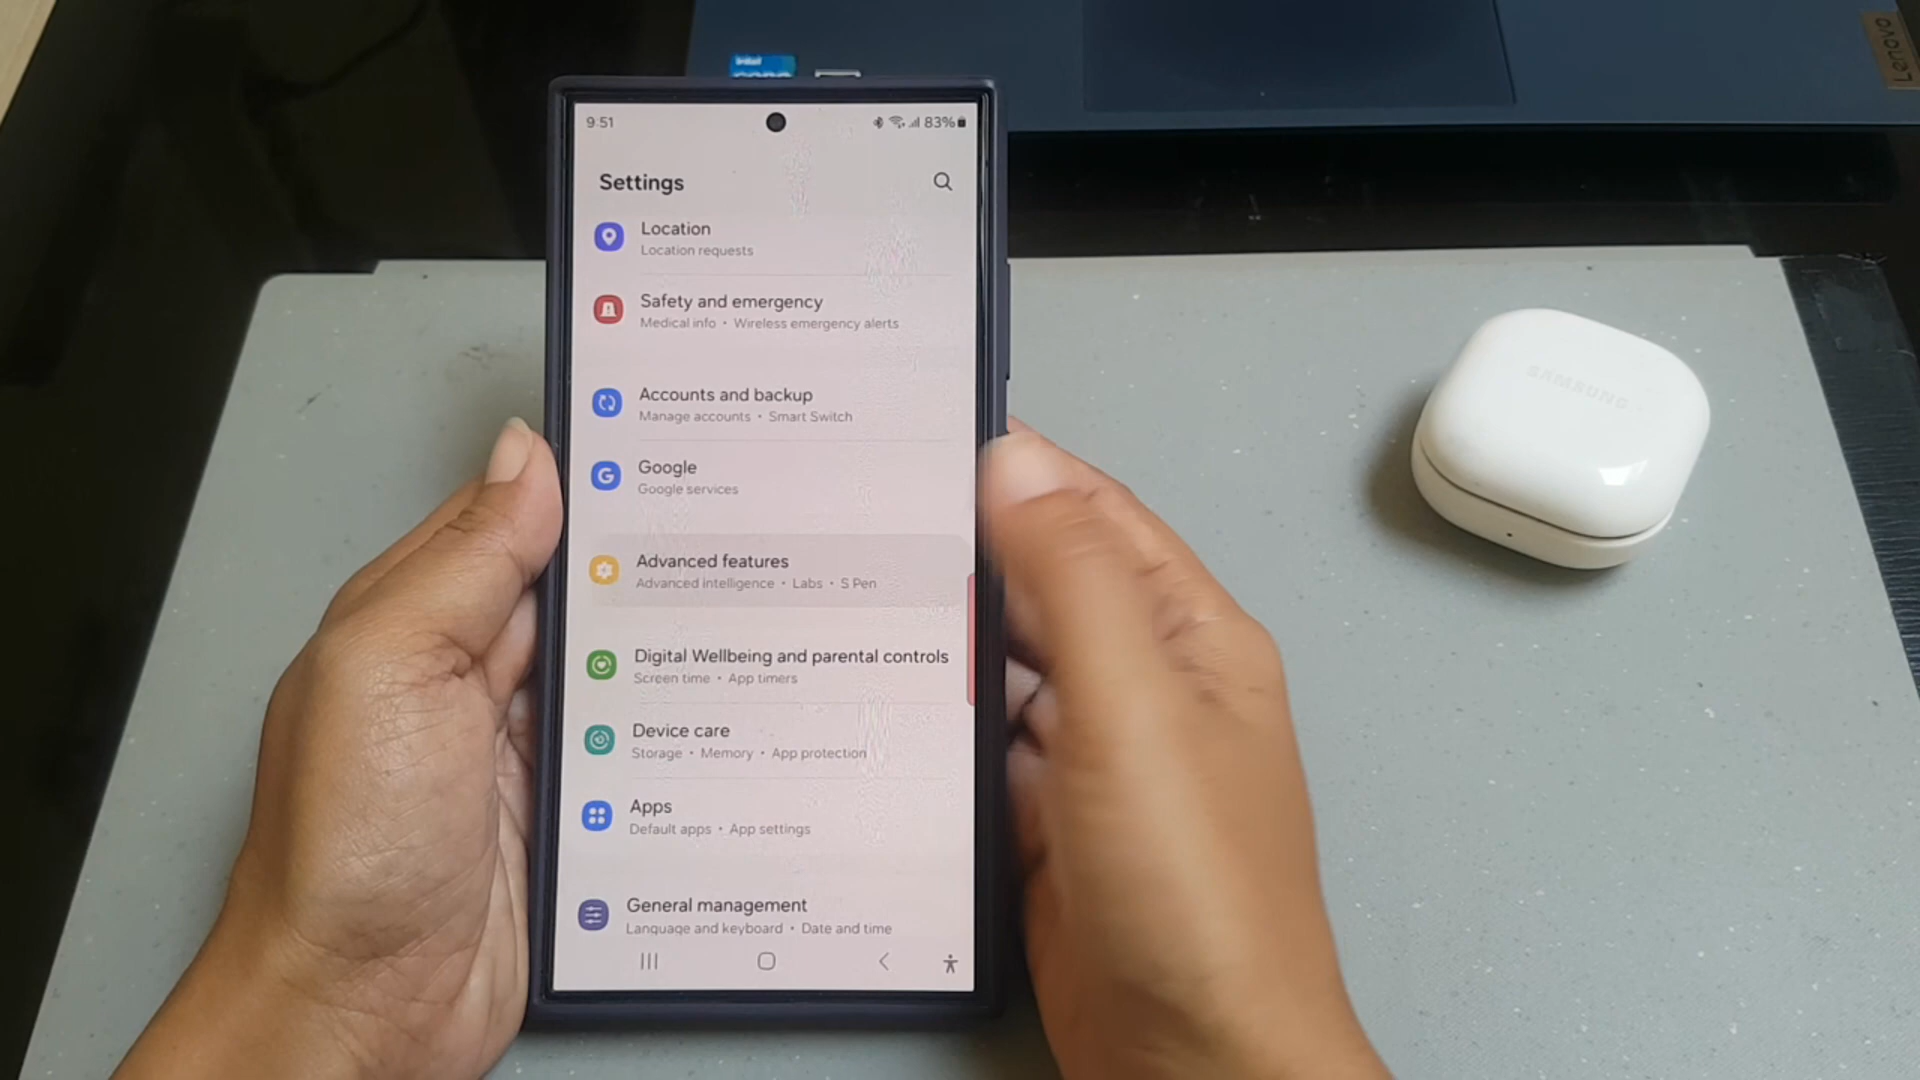 Lenovo
intel
CORE
9:51
83%
Settings
Location
Location requests
Safety and emergency
Medical info • Wireless emergency alerts
Accounts and backup
Manage accounts • Smart Switch
Google
Google services
Advanced features
Advanced intelligence • Labs • S Pen
Digital Wellbeing and parental controls
Screen time • App timers
Device care
Storage • Memory • App protection
Apps
Default apps • App settings
General management
Language and keyboard • Date and time
SAMSUNG